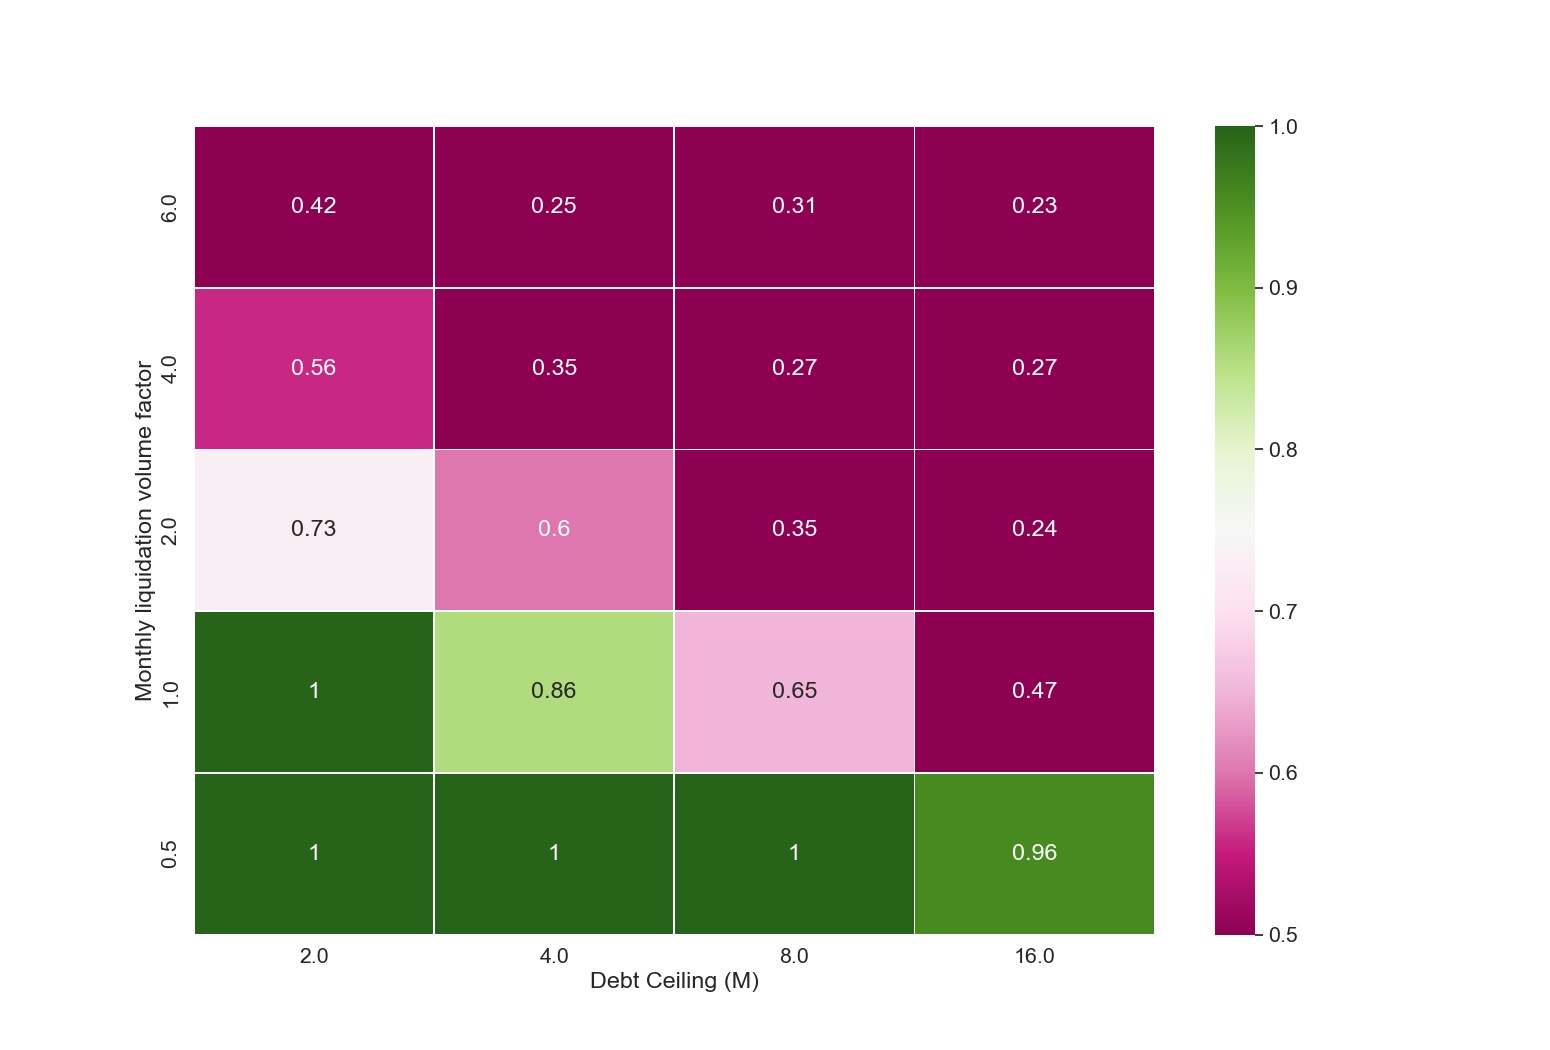 1.0
6.0 0.42 0.25 0.31 0.23
0.9
4.0 0.56 0.35 0.27 0.27
0.8
Monthly liquidation volume factor
2.0 0.73 0.6 0.35 0.24
0.7
1.0 1 0.86 0.65 0.47
0.6
0.5 1 1 1 0.96
0.5
2.0 4.0 8.0 16.0
Debt Ceiling (M)